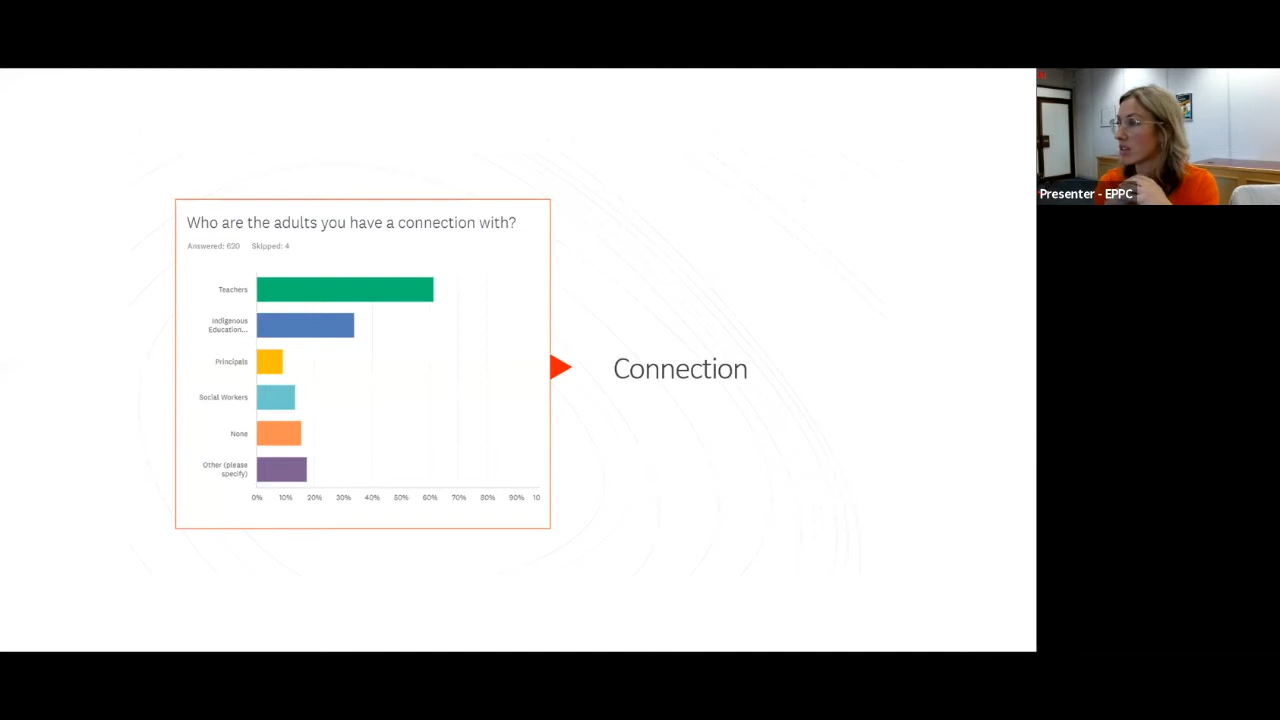 Who are the adults you have a connection with?
Answered: 620 Skipped: 4
Teachers
Indigenous
Education...
Principals
Social Workers
None
Other (please
specify)
0% 10% 20% 30% 40% 50% 60% 70% 80% 90% 10
Connection
Presenter - EPPC